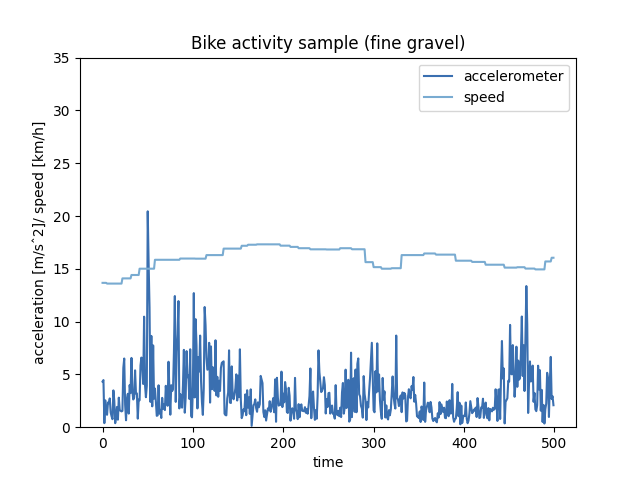 Bike activity sample (fine gravel)
accelerometer
speed
acceleration [m/s^2]/ speed [km/h]
35
30
25
20
15
10
5
0
0 100 200 300 400 500
time